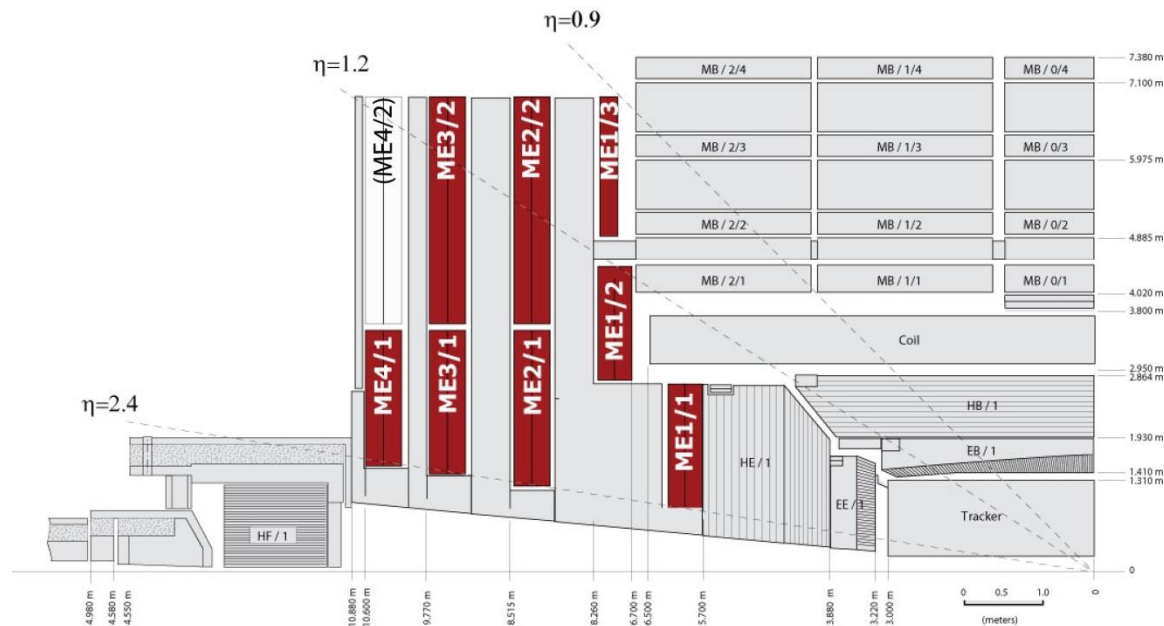 η=0.9
η=1.2
η=2.4
(ME4/2)
ME3/2
ME2/2
ME1/3
MB / 2/4
MB / 1/4
MB / 0/4
7.380 m
7.100 m
MB / 2/3
MB / 1/3
MB / 0/3
5.975 m
MB / 2/2
MB / 1/2
MB / 0/2
4.885 m
ME1/2
MB / 2/1
MB / 1/1
MB / 0/1
4.020 m
3.800 m
ME4/1
ME3/1
ME2/1
Coil
2.950 m
2.864 m
ME1/1
HB / 1
HE / 1
1.930 m
EB / 1
1.410 m
1.310 m
EE / 1
Tracker
HF / 1
0
4.980 m
4.580 m
4.550 m
10.880 m
10.600 m
9.770 m
8.515 m
8.260 m
6.700 m
6.500 m
5.700 m
3.880 m
3.220 m
3.000 m
0
0 0.5 1.0
(meters)